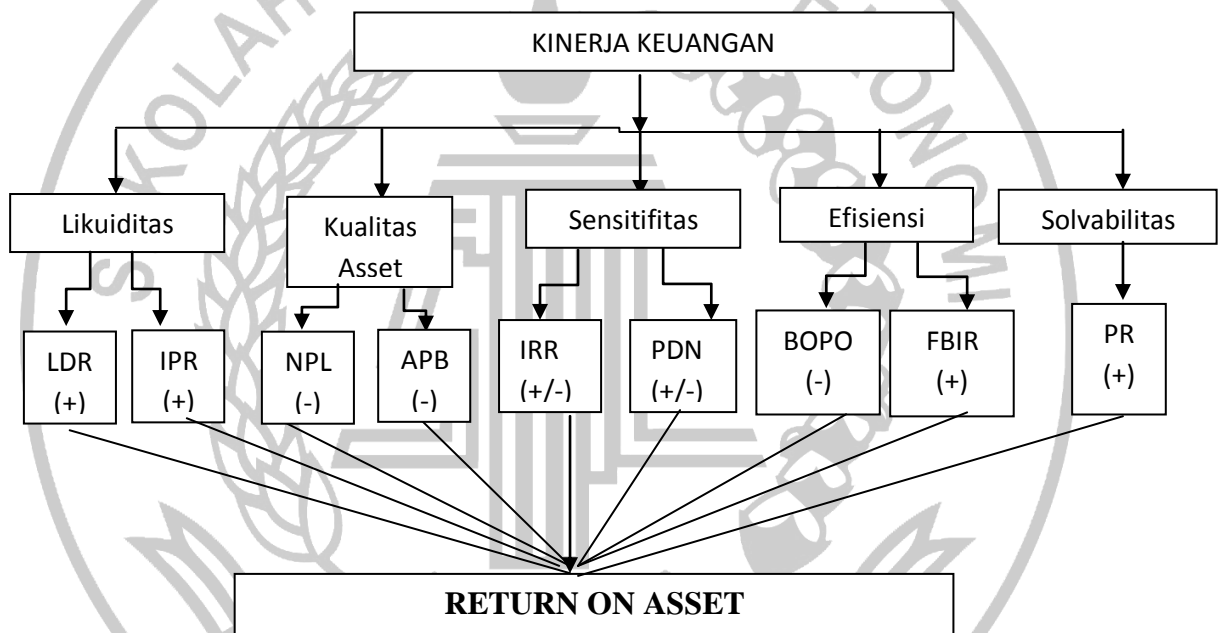 KINERJA KEUANGAN
Likuiditas
Kualitas
Asset
Sensitifitas
Efisiensi
Solvabilitas
LDR
(+)
IPR
(+)
NPL
(-)
APB
(-)
IRR
(+/-)
PDN
(+/-)
BOPO
(-)
FBIR
(+)
PR
(+)
RETURN ON ASSET